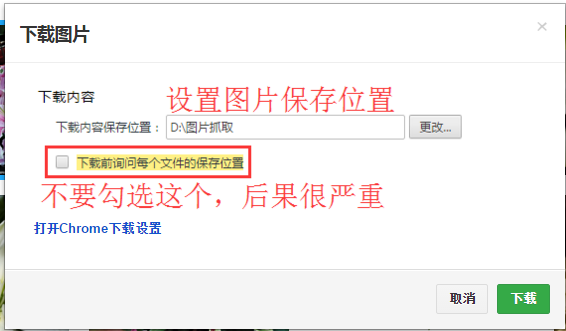 下载图片
×
下载内容
设置图片保存位置
下载内容保存位置：
D:\图片抓取
更改...
下载前询问每个文件的保存位置
不要勾选这个，后果很严重
打开Chrome下载设置
取消
下载